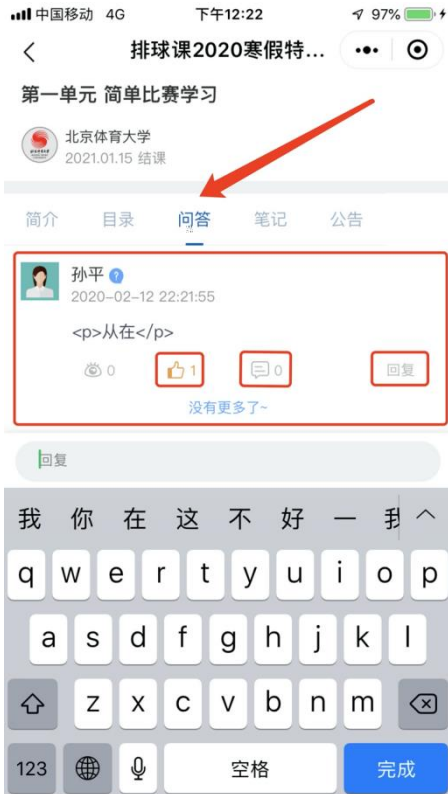 中国移动 4G 下午12:22 97%
排球课2020寒假特...
第一单元 简单比赛学习
北京体育大学
2021.01.15 结课
简介 目录 问答 笔记 公告
孙平 ?
2020-02-12 22:21:55
<p>从在</p>
0 1 0 回复
没有更多了~
回复
我 你 在 这 不 好 一 我
q w e r t y u i o p
a s d f g h j k l
z x c v b n m
123 空格 完成